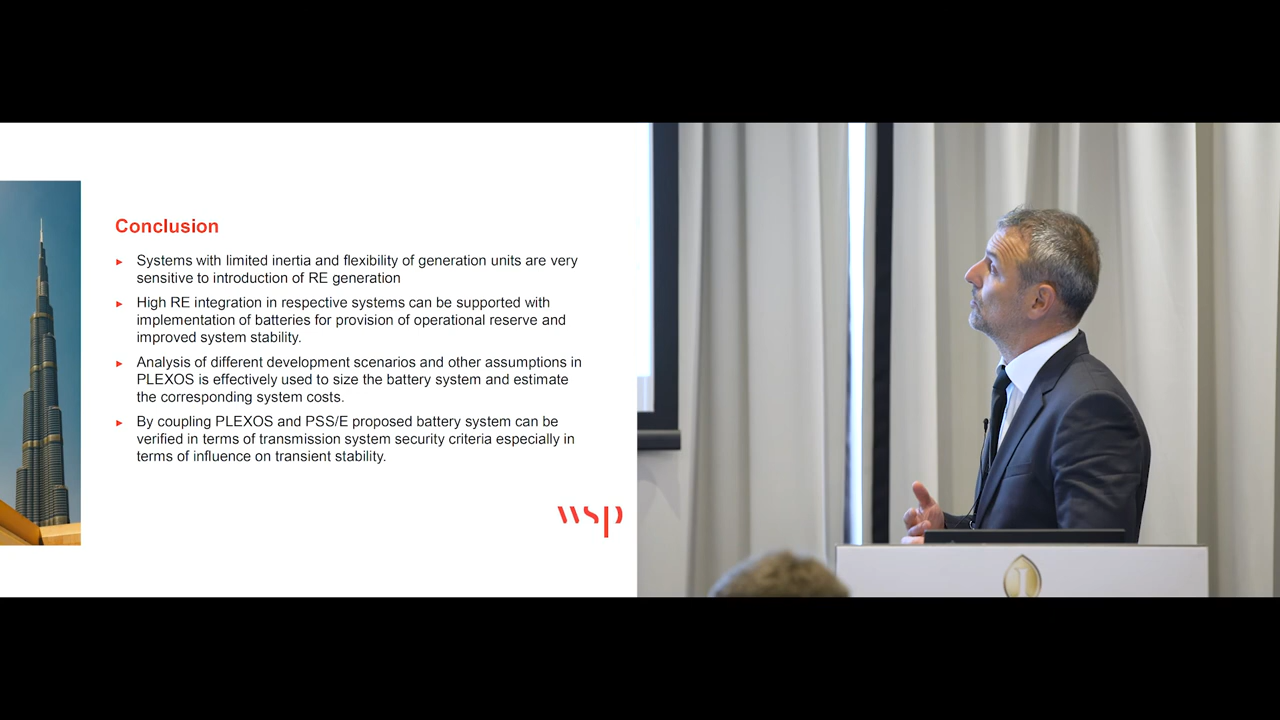 Conclusion
Systems with limited inertia and flexibility of generation units are very
sensitive to introduction of RE generation
High RE integration in respective systems can be supported with
implementation of batteries for provision of operational reserve and
improved system stability.
Analysis of different development scenarios and other assumptions in
PLEXOS is effectively used to size the battery system and estimate
the corresponding system costs.
By coupling PLEXOS and PSS/E proposed battery system can be
verified in terms of transmission system security criteria especially in
terms of influence on transient stability.
wsp